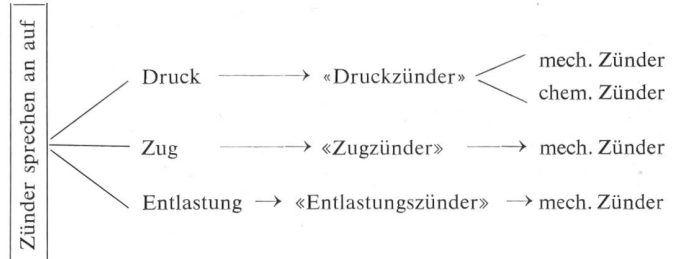 Zünder sprechen an auf
Druck → «Druckzünder» mech. Zünder
chem. Zünder
Zug → «Zugzünder» → mech. Zünder
Entlastung → «Entlastungszünder» → mech. Zünder